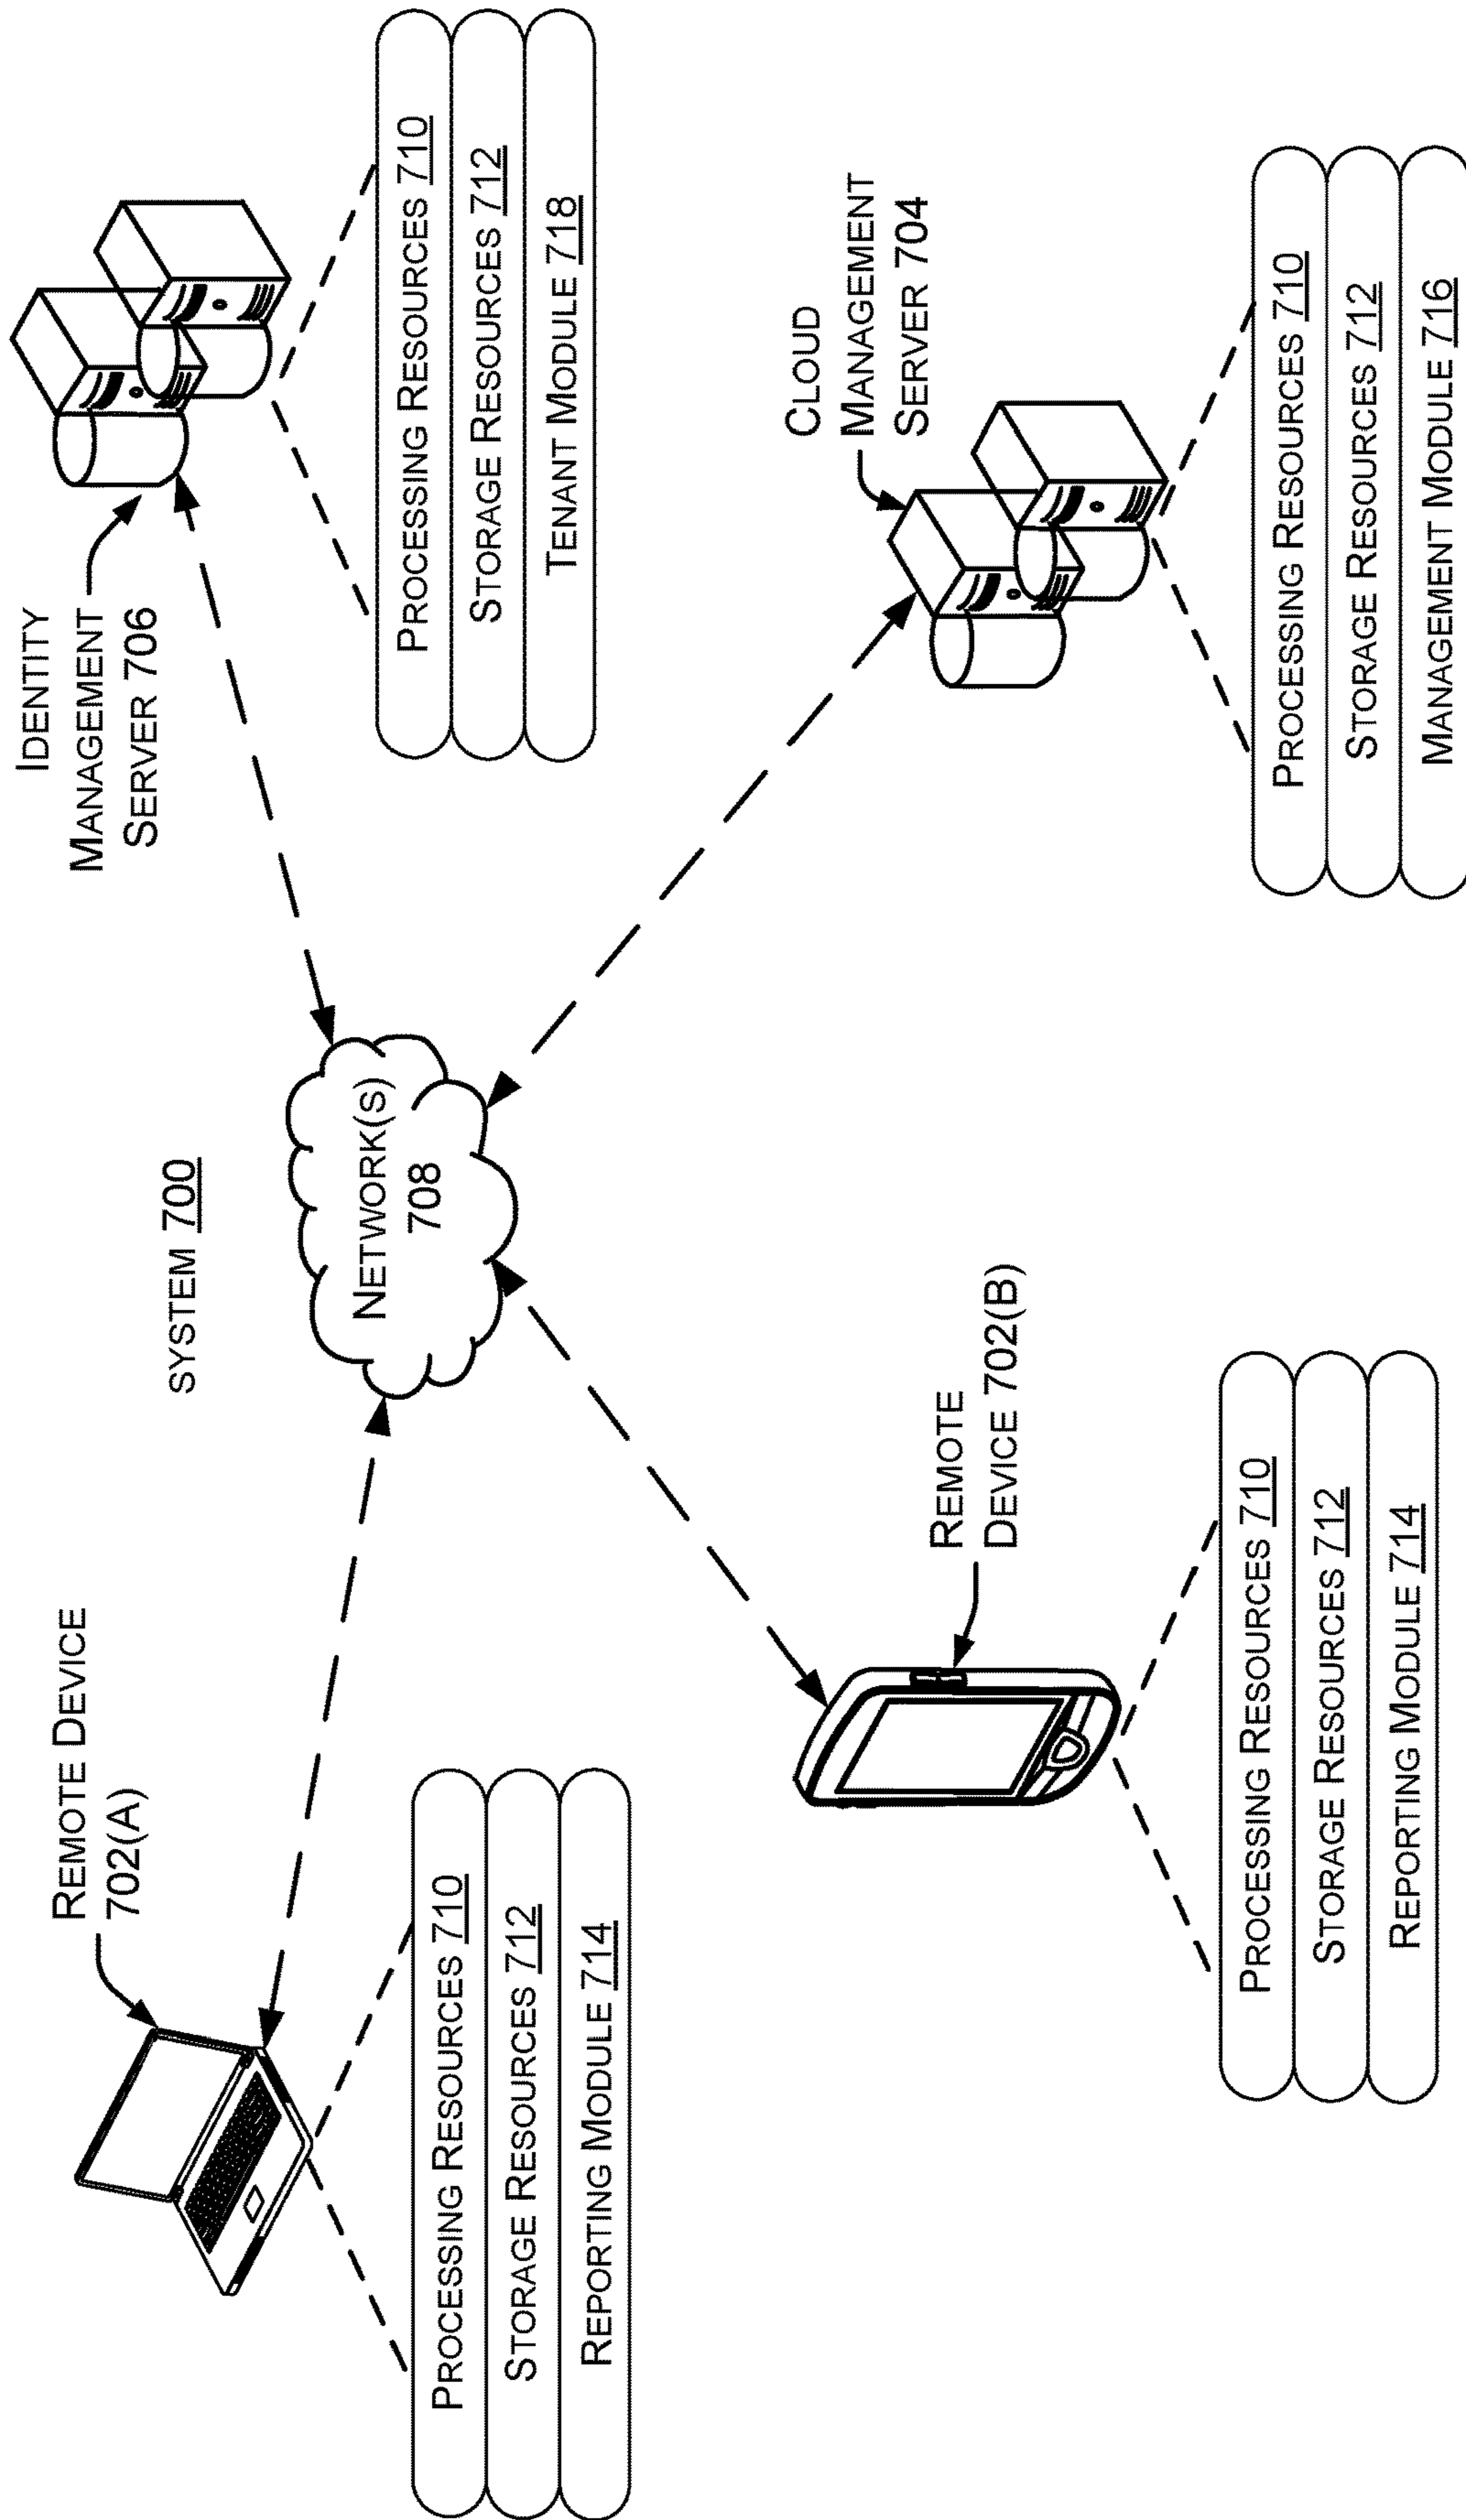 SYSTEM 700
REMOTE DEVICE
702(A)
PROCESSING RESOURCES 710
STORAGE RESOURCES 712
REPORTING MODULE 714
NETWORK(S)
708
IDENTITY
MANAGEMENT
SERVER 706
PROCESSING RESOURCES 710
STORAGE RESOURCES 712
TENANT MODULE 718
REMOTE
DEVICE 702(B)
PROCESSING RESOURCES 710
STORAGE RESOURCES 712
REPORTING MODULE 714
CLOUD
MANAGEMENT
SERVER 704
PROCESSING RESOURCES 710
STORAGE RESOURCES 712
MANAGEMENT MODULE 716